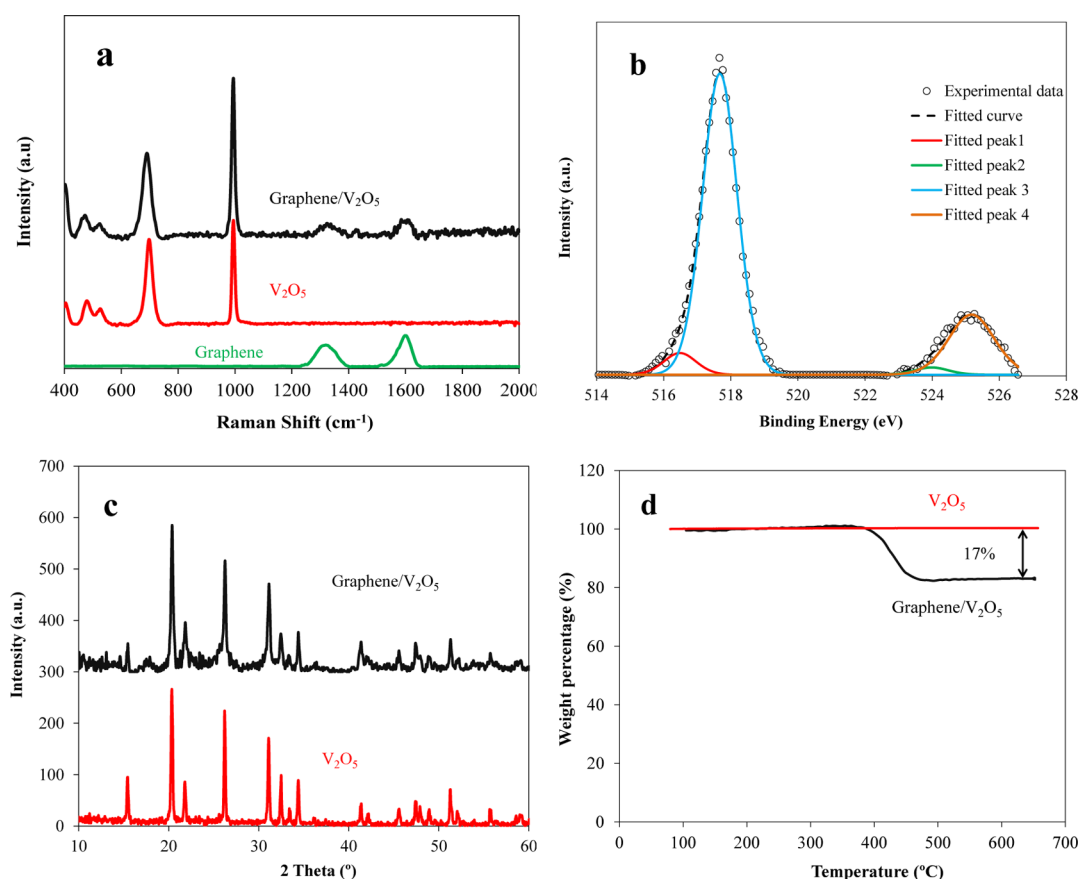 a
Intensity (a.u)
Graphene/V₂O₅
V₂O₅
Graphene
400 600 800 1000 1200 1400 1600 1800 2000
Raman Shift (cm⁻¹)
b
Intensity (a.u.)
Experimental data
Fitted curve
Fitted peak1
Fitted peak2
Fitted peak 3
Fitted peak 4
514 516 518 520 522 524 526 528
Binding Energy (eV)
c
Intensity (a.u.)
700
600
500
400
300
200
100
0
Graphene/V₂O₅
V₂O₅
10 20 30 40 50 60
2 Theta (º)
d
Weight percentage (%)
120
100
80
60
40
20
0
V₂O₅
17%
Graphene/V₂O₅
0 100 200 300 400 500 600 700
Temperature (ºC)